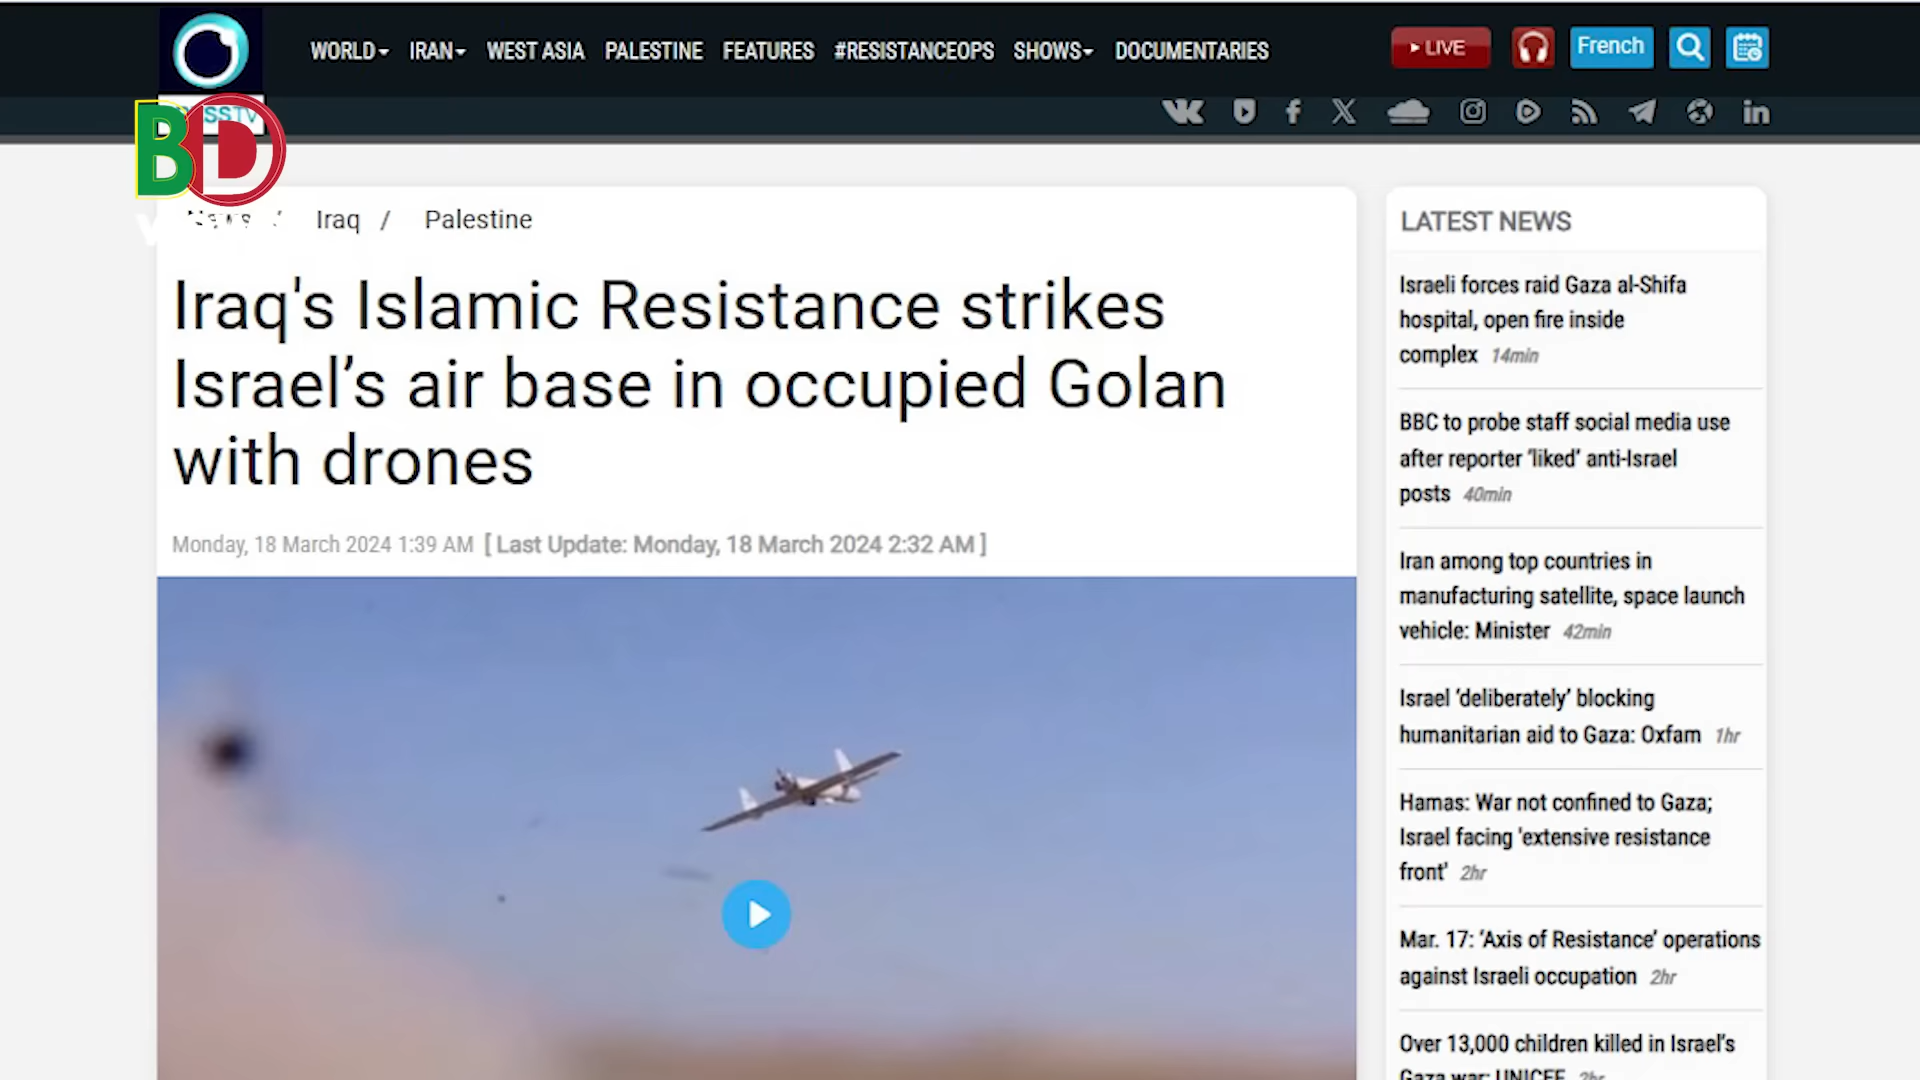 WORLD IRAN WEST ASIA PALESTINE FEATURES #RESISTANCEOPS SHOWS DOCUMENTARIES
LIVE
French
SSTV
BD
News / Iraq / Palestine
Iraq's Islamic Resistance strikes
Israel’s air base in occupied Golan
with drones
Monday, 18 March 2024 1:39 AM [ Last Update: Monday, 18 March 2024 2:32 AM ]
LATEST NEWS
Israeli forces raid Gaza al-Shifa
hospital, open fire inside
complex 14min
BBC to probe staff social media use
after reporter ‘liked’ anti-Israel
posts 40min
Iran among top countries in
manufacturing satellite, space launch
vehicle: Minister 42min
Israel ‘deliberately’ blocking
humanitarian aid to Gaza: Oxfam 1hr
Hamas: War not confined to Gaza;
Israel facing 'extensive resistance
front' 2hr
Mar. 17: ‘Axis of Resistance’ operations
against Israeli occupation 2hr
Over 13,000 children killed in Israel’s
Gaza war: UNICEF 2hr